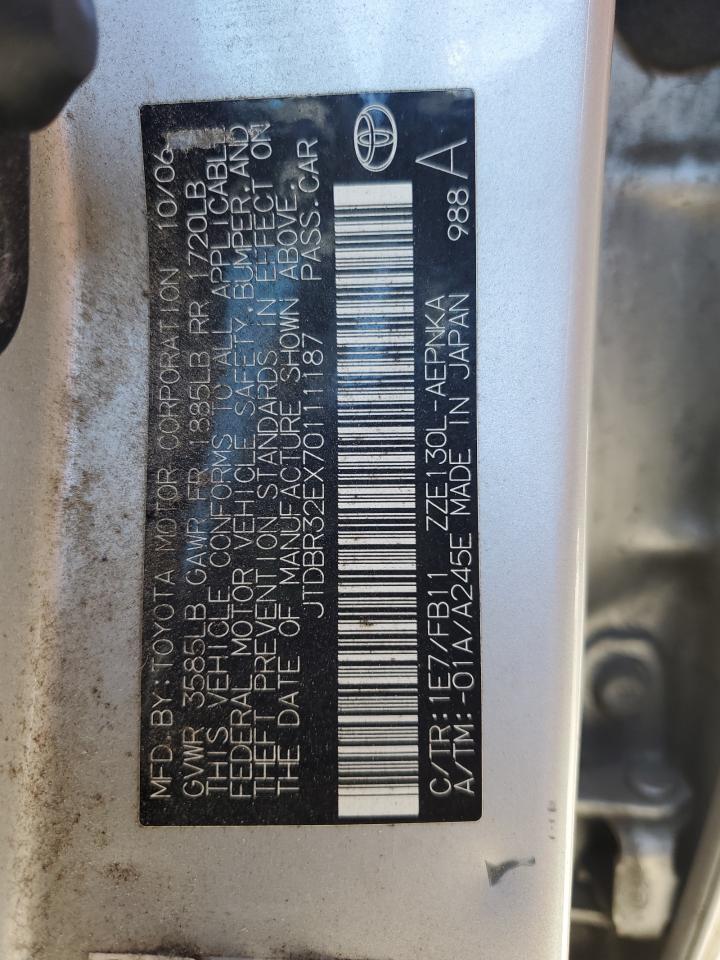 MFD. BY: TOYOTA MOTOR CORPORATION 10/06
GVWR 3585LB GAWR FR 1885LB RR 1720LB
THIS VEHICLE CONFORMS TO ALL APPLICABLE
FEDERAL MOTOR VEHICLE SAFETY, BUMPER, AND
THEFT PREVENTION STANDARDS IN EFFECT ON
THE DATE OF MANUFACTURE SHOWN ABOVE.
JTDBR32EX70111187 PASS. CAR
C/TR: 1E7/FB11 ZZE130L-AEPNKA 988 A
A/TM: -01A/A245E MADE IN JAPAN